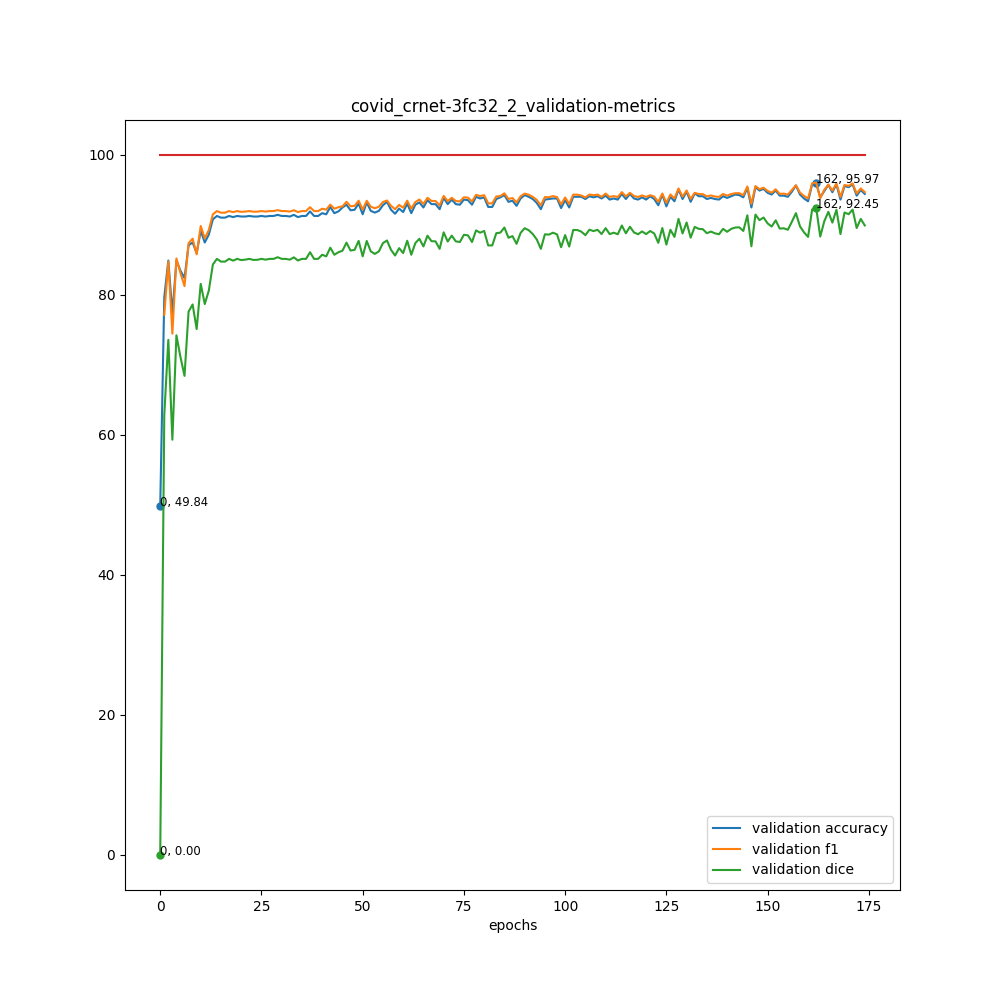 covid_crnet-3fc32_2_validation-metrics
100
80
60
40
20
0
162, 95.97
162, 92.45
0, 49.84
0, 0.00
validation accuracy
validation f1
validation dice
0 25 50 75 100 125 150 175
epochs